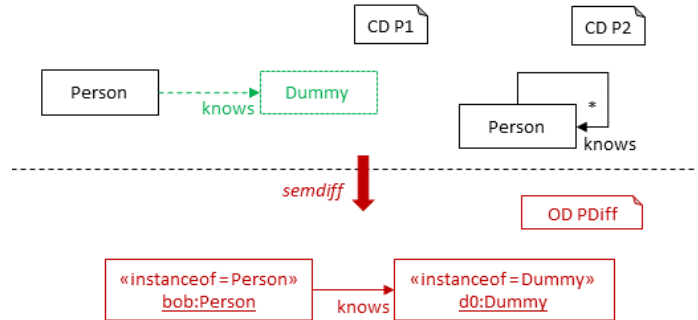 CD P1
CD P2
Person
knows
Dummy
Person
*
knows
semdiff
OD PDiff
«instanceof=Person»
bob:Person
knows
«instanceof=Dummy»
d0:Dummy